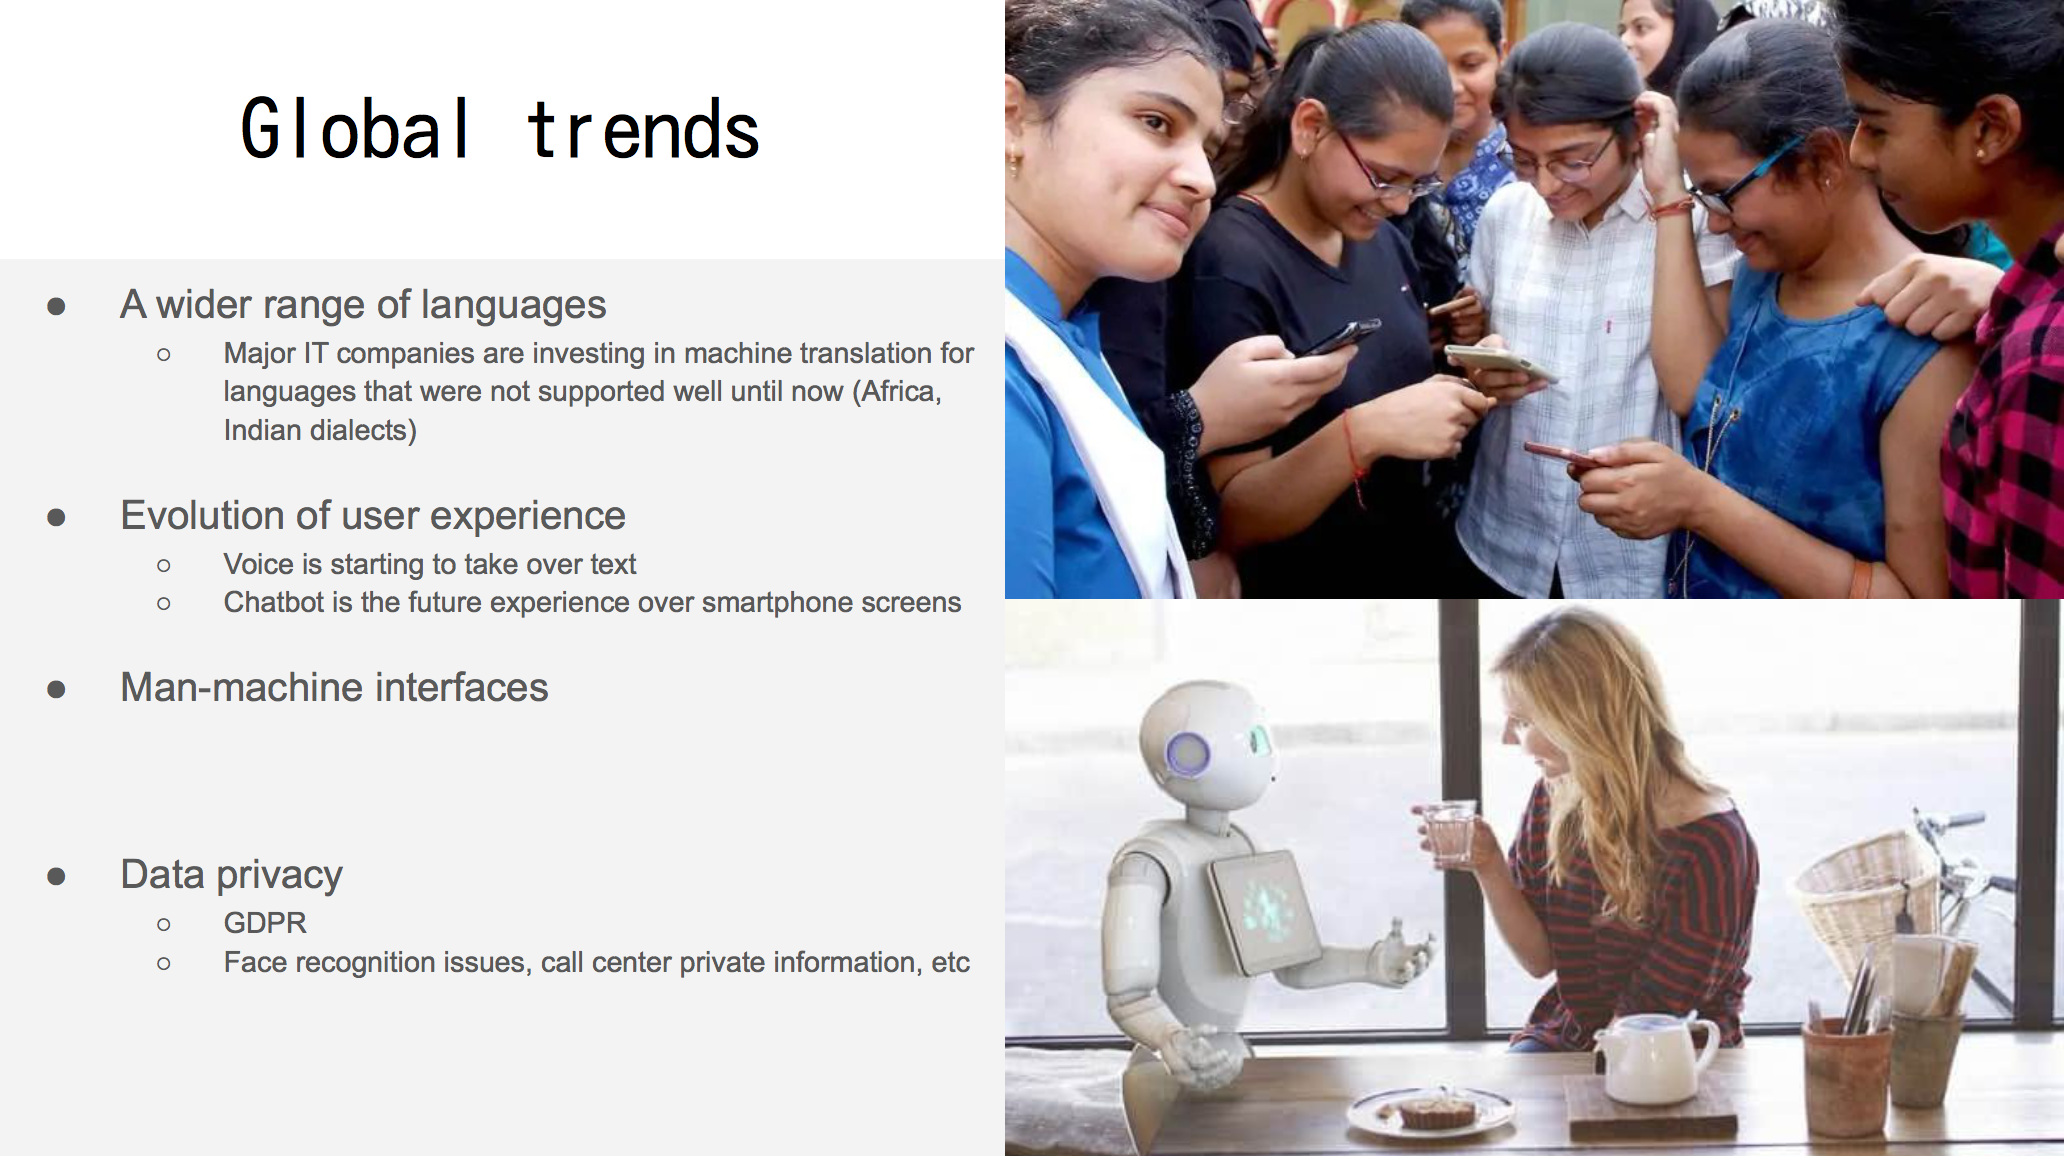 Global trends
● A wider range of languages
○ Major IT companies are investing in machine translation for
languages that were not supported well until now (Africa,
Indian dialects)
● Evolution of user experience
○ Voice is starting to take over text
○ Chatbot is the future experience over smartphone screens
● Man-machine interfaces
● Data privacy
○ GDPR
○ Face recognition issues, call center private information, etc